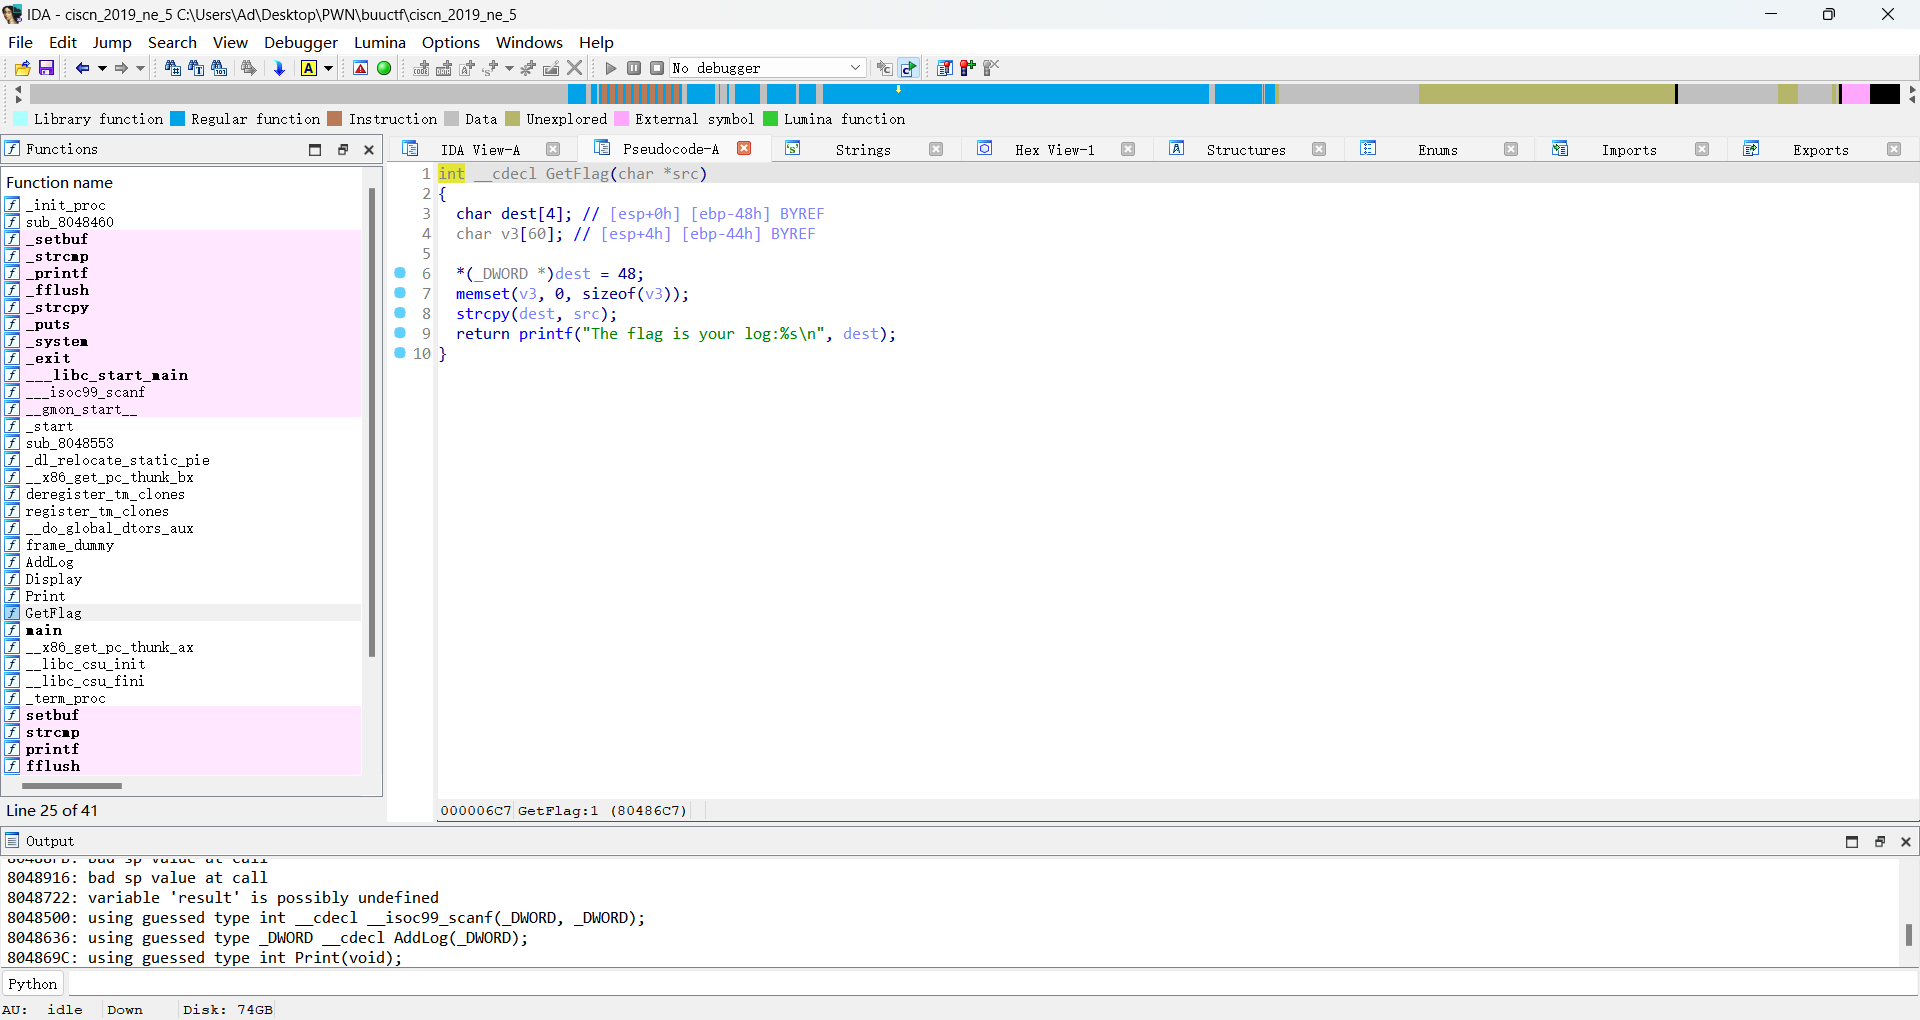 IDA - ciscn_2019_ne_5 C:\Users\Ad\Desktop\PWN\buuctf\ciscn_2019_ne_5
File Edit Jump Search View Debugger Lumina Options Windows Help
No debugger
Library function Regular function Instruction Data Unexplored External symbol Lumina function
Functions
IDA View-A Pseudocode-A Strings Hex View-1 Structures Enums Imports Exports
Function name
_init_proc
sub_8048460
_setbuf
_strcmp
_printf
_fflush
_strcpy
_puts
_system
_exit
___libc_start_main
___isoc99_scanf
__gmon_start__
_start
sub_8048553
_dl_relocate_static_pie
__x86_get_pc_thunk_bx
deregister_tm_clones
register_tm_clones
__do_global_dtors_aux
frame_dummy
AddLog
Display
Print
GetFlag
main
__x86_get_pc_thunk_ax
__libc_csu_init
__libc_csu_fini
_term_proc
setbuf
strcmp
printf
fflush
Line 25 of 41
1 int __cdecl GetFlag(char *src)
2 {
3 char dest[4]; // [esp+0h] [ebp-48h] BYREF
4 char v3[60]; // [esp+4h] [ebp-44h] BYREF
5
6 *(_DWORD *)dest = 48;
7 memset(v3, 0, sizeof(v3));
8 strcpy(dest, src);
9 return printf("The flag is your log:%s\n", dest);
10 }
000006C7 GetFlag:1 (80486C7)
Output
8048916: bad sp value at call
8048722: variable 'result' is possibly undefined
8048500: using guessed type int __cdecl __isoc99_scanf(_DWORD, _DWORD);
8048636: using guessed type _DWORD __cdecl AddLog(_DWORD);
804869C: using guessed type int Print(void);
Python
AU: idle Down Disk: 74GB